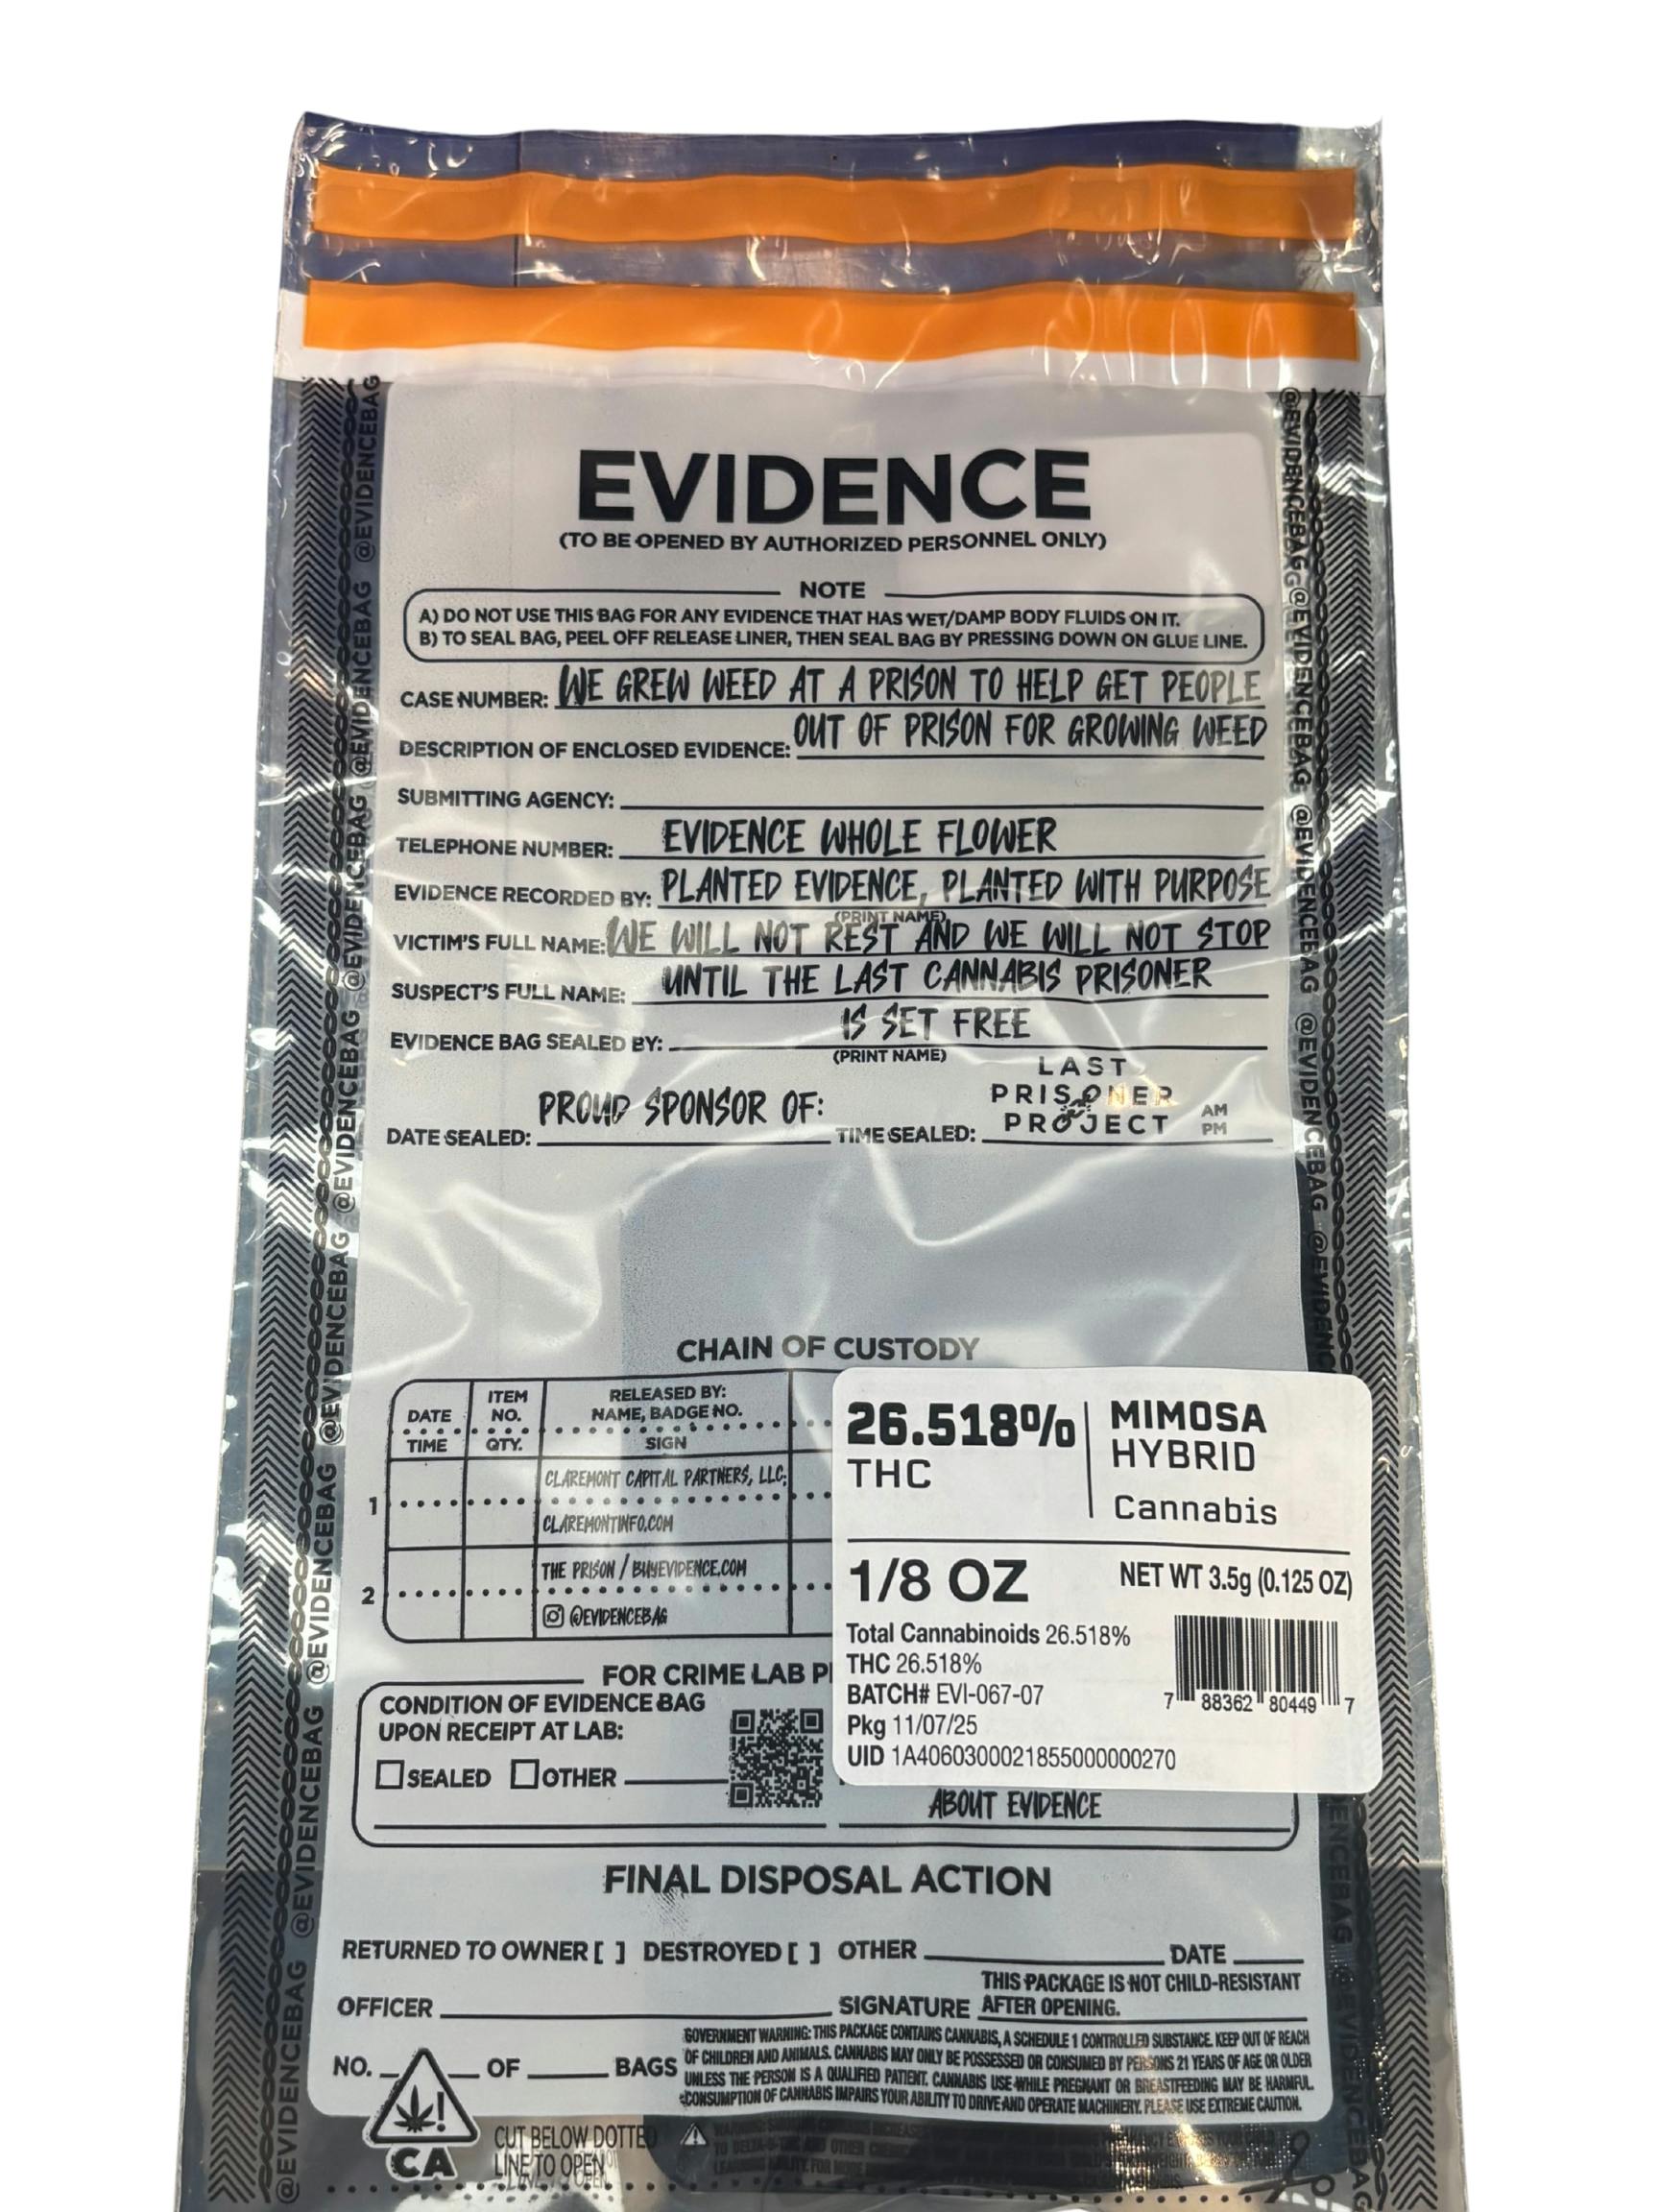 EVIDENCE
(TO BE OPENED BY AUTHORIZED PERSONNEL ONLY)
NOTE
A) DO NOT USE THIS BAG FOR ANY EVIDENCE THAT HAS WET/DAMP BODY FLUIDS ON IT.
B) TO SEAL BAG, PEEL OFF RELEASE LINER, THEN SEAL BAG BY PRESSING DOWN ON GLUE LINE.
CASE NUMBER: WE GREW WEED AT A PRISON TO HELP GET PEOPLE
DESCRIPTION OF ENCLOSED EVIDENCE: OUT OF PRISON FOR GROWING WEED
SUBMITTING AGENCY:
TELEPHONE NUMBER: EVIDENCE WHOLE FLOWER
EVIDENCE RECORDED BY: PLANTED EVIDENCE, PLANTED WITH PURPOSE
(PRINT NAME)
VICTIM'S FULL NAME: WE WILL NOT REST AND WE WILL NOT STOP
SUSPECT'S FULL NAME: UNTIL THE LAST CANNABIS PRISONER
EVIDENCE BAG SEALED BY: IS SET FREE
(PRINT NAME)
DATE SEALED: PROUD SPONSOR OF: TIME SEALED: LAST PRISONER PROJECT AM PM
CHAIN OF CUSTODY
DATE ITEM NO. RELEASED BY: NAME, BADGE NO.
TIME QTY. SIGN
1 CLAREMONT CAPITAL PARTNERS, LLC;
CLAREMONTINFO.COM
2 THE PRISON / BUYEVIDENCE.COM
@EVIDENCEBAG
26.518% THC
MIMOSA
HYBRID
Cannabis
1/8 OZ NET WT 3.5g (0.125 OZ)
Total Cannabinoids 26.518%
THC 26.518%
BATCH# EVI-067-07
Pkg 11/07/25
UID 1A4060300021855000000270
7 88362 80449 7
FOR CRIME LAB
CONDITION OF EVIDENCE BAG
UPON RECEIPT AT LAB:
SEALED OTHER
ABOUT EVIDENCE
FINAL DISPOSAL ACTION
RETURNED TO OWNER [ ] DESTROYED [ ] OTHER DATE
THIS PACKAGE IS NOT CHILD-RESISTANT
OFFICER SIGNATURE AFTER OPENING.
GOVERNMENT WARNING: THIS PACKAGE CONTAINS CANNABIS, A SCHEDULE 1 CONTROLLED SUBSTANCE. KEEP OUT OF REACH
OF CHILDREN AND ANIMALS. CANNABIS MAY ONLY BE POSSESSED OR CONSUMED BY PERSONS 21 YEARS OF AGE OR OLDER
UNLESS THE PERSON IS A QUALIFIED PATIENT. CANNABIS USE WHILE PREGNANT OR BREASTFEEDING MAY BE HARMFUL.
CONSUMPTION OF CANNABIS IMPAIRS YOUR ABILITY TO DRIVE AND OPERATE MACHINERY. PLEASE USE EXTREME CAUTION.
NO. OF BAGS
CA
CUT BELOW DOTTED
LINE TO OPEN
@EVIDENCEBAG @EVIDENCEBAG @EVIDENCEBAG @EVIDENCEBAG @EVIDENCEBAG @EVIDENCEBAG @EVIDENCEBAG @EVIDENCEBAG
@EVIDENCEBAG @EVIDENCEBAG @EVIDENCEBAG @EVIDENCEBAG